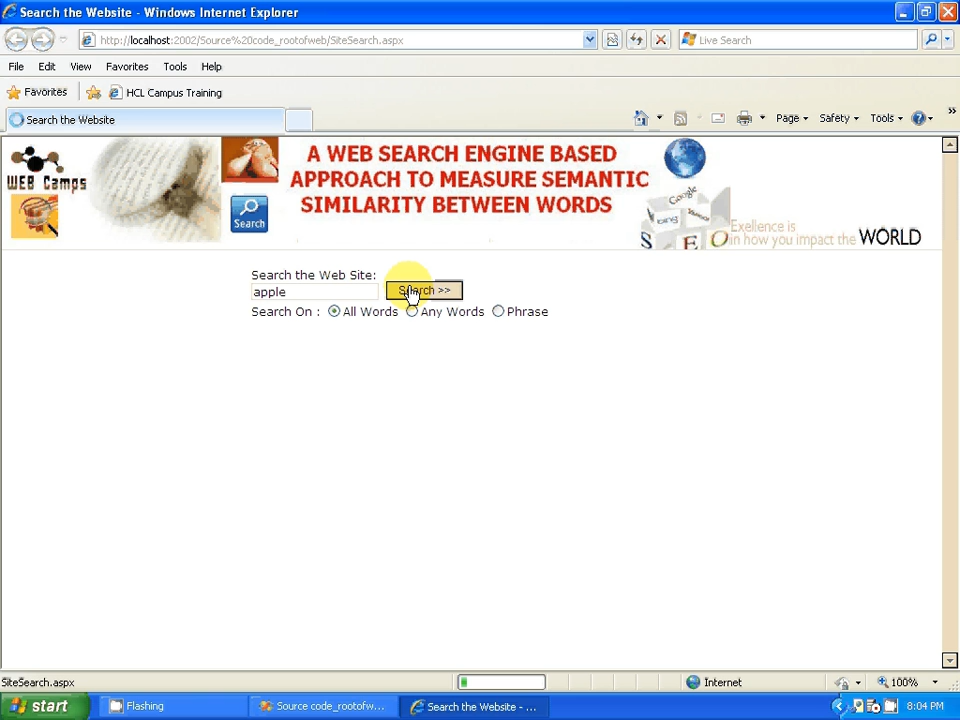 Search the Website - Windows Internet Explorer
http://localhost:2002/Source%20code_rootofweb/SiteSearch.aspx
Live Search
File Edit View Favorites Tools Help
Favorites HCL Campus Training
Search the Website
Page Safety Tools
WEB Camps
Search
A WEB SEARCH ENGINE BASED
APPROACH TO MEASURE SEMANTIC
SIMILARITY BETWEEN WORDS
Google
bing
SEO
Exellence is
in how you impact the WORLD
Search the Web Site:
apple Search >>
Search On : All Words Any Words Phrase
SiteSearch.aspx Internet 100%
start Flashing Source code_rootofw... Search the Website - ... 8:04 PM